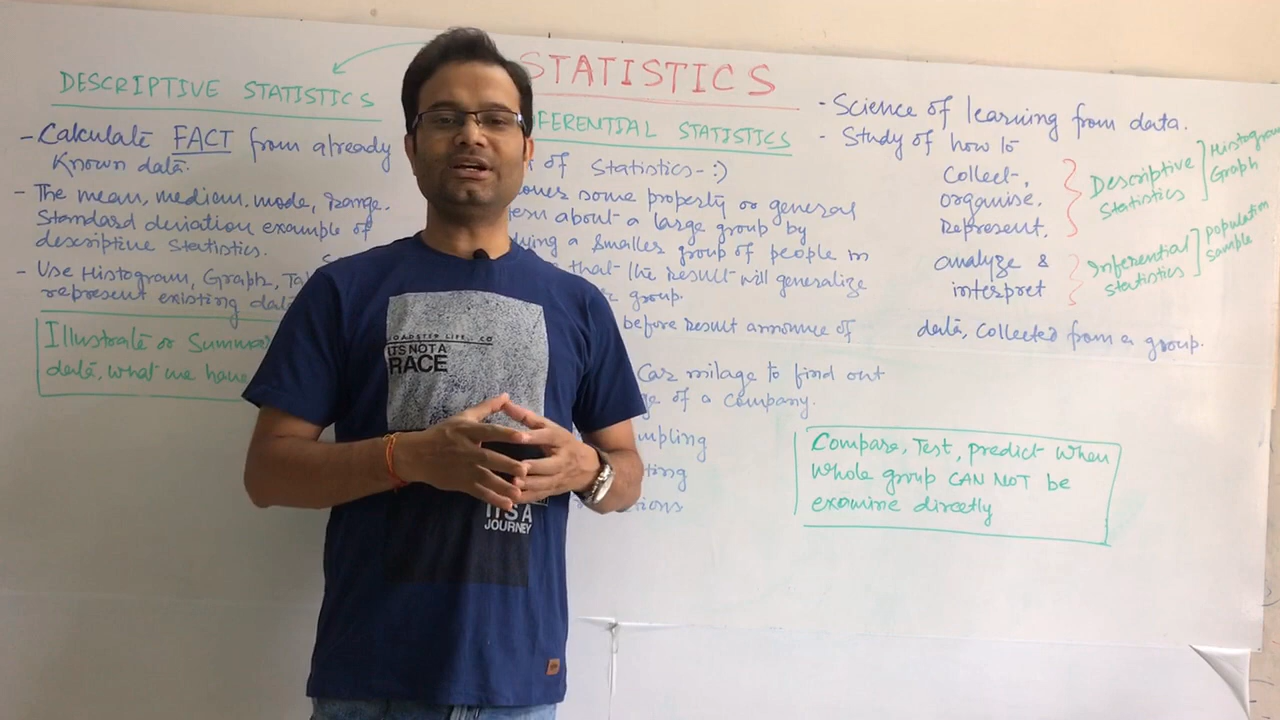 STATISTICS
DESCRIPTIVE STATISTICS
- Calculate FACT from already
Known data.
- The mean, medium, mode, range.
Standard deviation example of
descriptive Statistics.
- Use Histogram, Graph,
represent existing data
Illustrate or
data, what we have
FERENTIAL STATISTICS
of Statistics-:)
some property or general
about a large group by
a smaller group of people in
that the result will generalize
group.
before result announce of
Car milage to find out
of a company.
- Science of learning from data.
- Study of how to
Collect,
organise,
Represent,
analyze &
interpret
data, Collected from a group.
Descriptive
Statistics
Histogram
Graph
Inferential
Statistics
population
sample
Compare, Test, predict when
whole group CAN NOT be
examine directly
ROADSTER LIFE. CO
ITS NOT A
RACE
IT'S A
JOURNEY